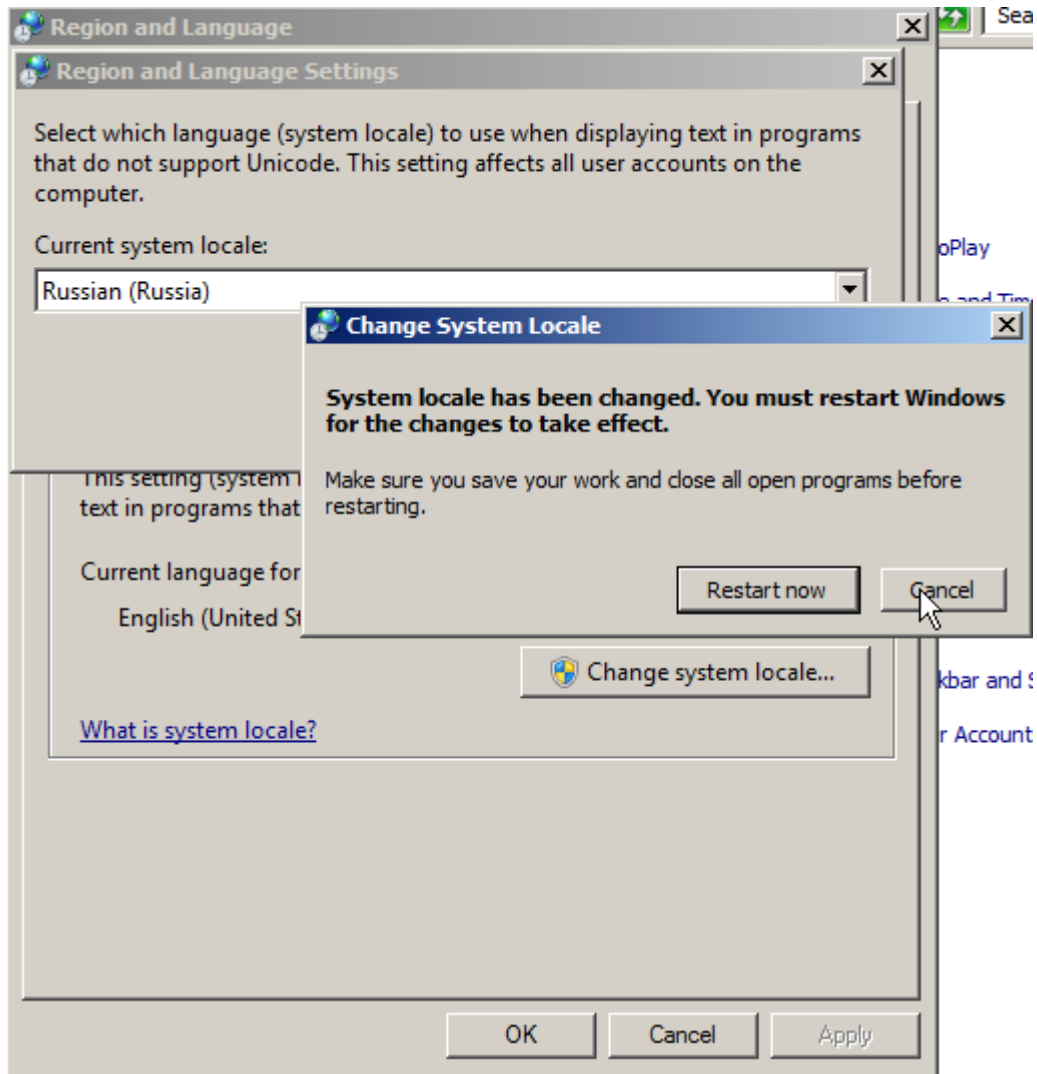 Region and Language
Sea
Region and Language Settings
Select which language (system locale) to use when displaying text in programs
that do not support Unicode. This setting affects all user accounts on the
computer.
Current system locale:
oPlay
Russian (Russia)
Change System Locale
System locale has been changed. You must restart Windows
for the changes to take effect.
This setting (system
Make sure you save your work and close all open programs before
restarting.
text in programs that
Current language for
Restart now
Cancel
English (United S
Change system locale...
kbar and S
What is system locale?
r Account
OK
Cancel
Apply